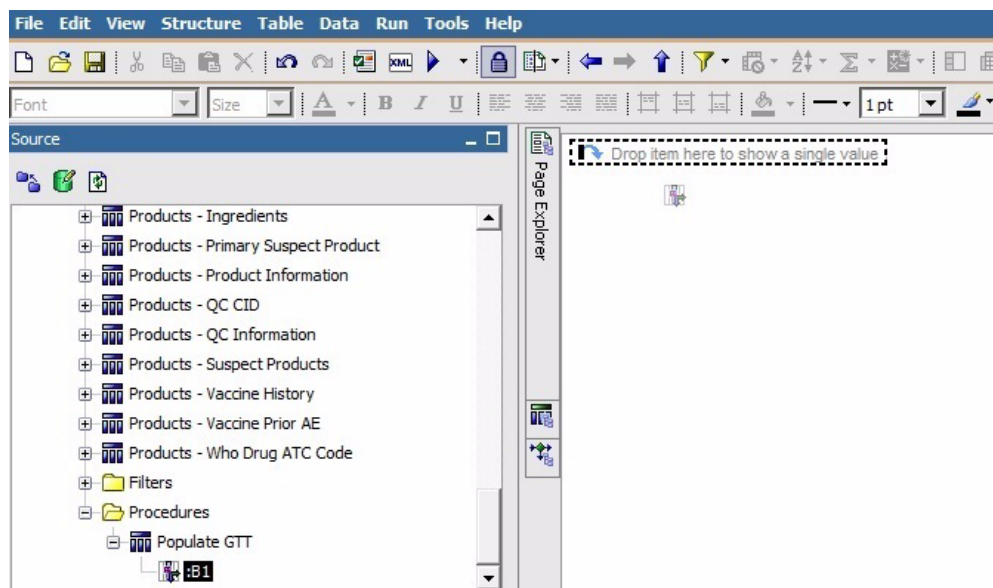 File Edit View Structure Table Data Run Tools Help
XML
Font Size A B I U 1 pt
Source
Page Explorer
Drop item here to show a single value
Products - Ingredients
Products - Primary Suspect Product
Products - Product Information
Products - QC CID
Products - QC Information
Products - Suspect Products
Products - Vaccine History
Products - Vaccine Prior AE
Products - Who Drug ATC Code
Filters
Procedures
Populate GTT
:B1